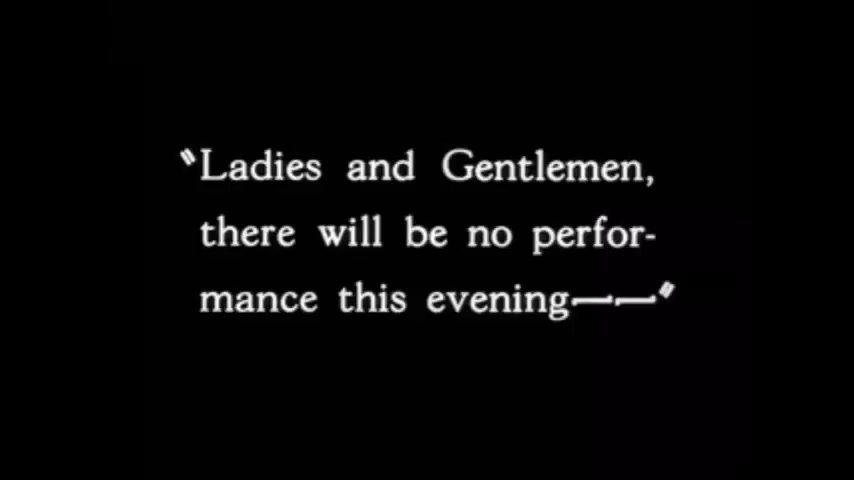 "Ladies and Gentlemen,
there will be no perfor-
mance this evening——"